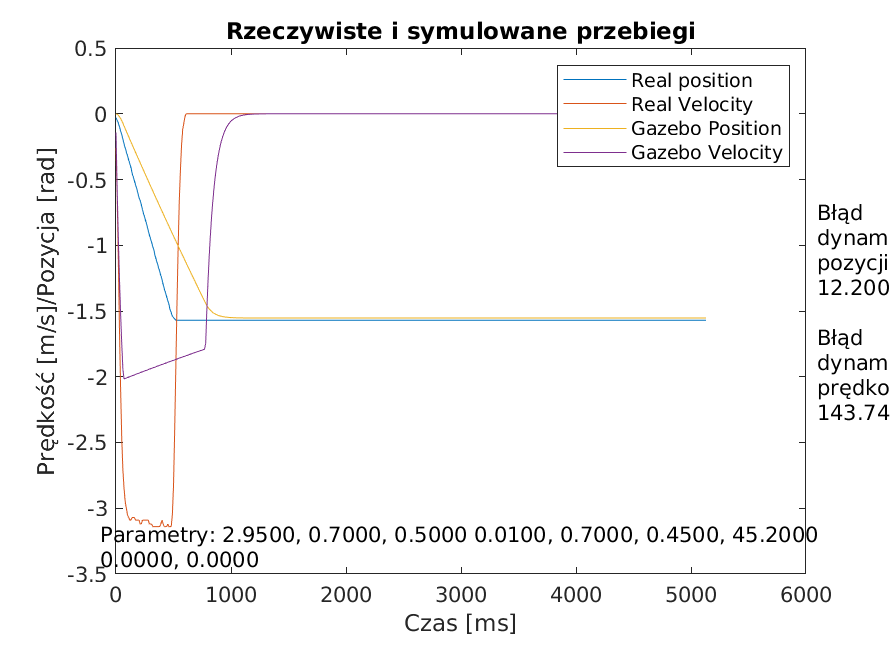 Rzeczywiste i symulowane przebiegi
0.5
0
-0.5
-1
-1.5
-2
-2.5
-3
-3.5
Prędkość [m/s]/Pozycja [rad]
Real position
Real Velocity
Gazebo Position
Gazebo Velocity
Błąd
dynam
pozycji
12.200
Błąd
dynam
prędko
143.74
Parametry: 2.9500, 0.7000, 0.5000 0.0100, 0.7000, 0.4500, 45.2000
0.0000, 0.0000
0
1000
2000
3000
4000
5000
6000
Czas [ms]